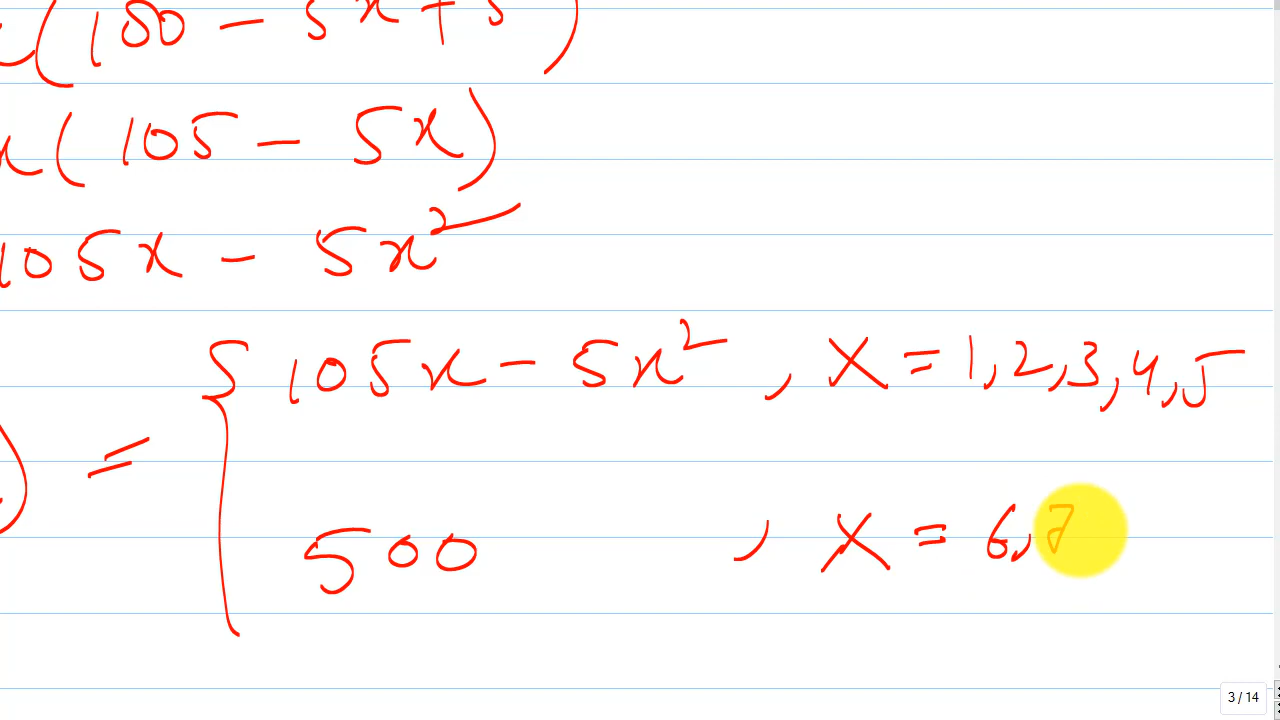 (100 - 5x + 5)
x(105 - 5x)
105x - 5x²
105x - 5x², X = 1,2,3,4,5
) = {
500 , X = 6,7
3 / 14